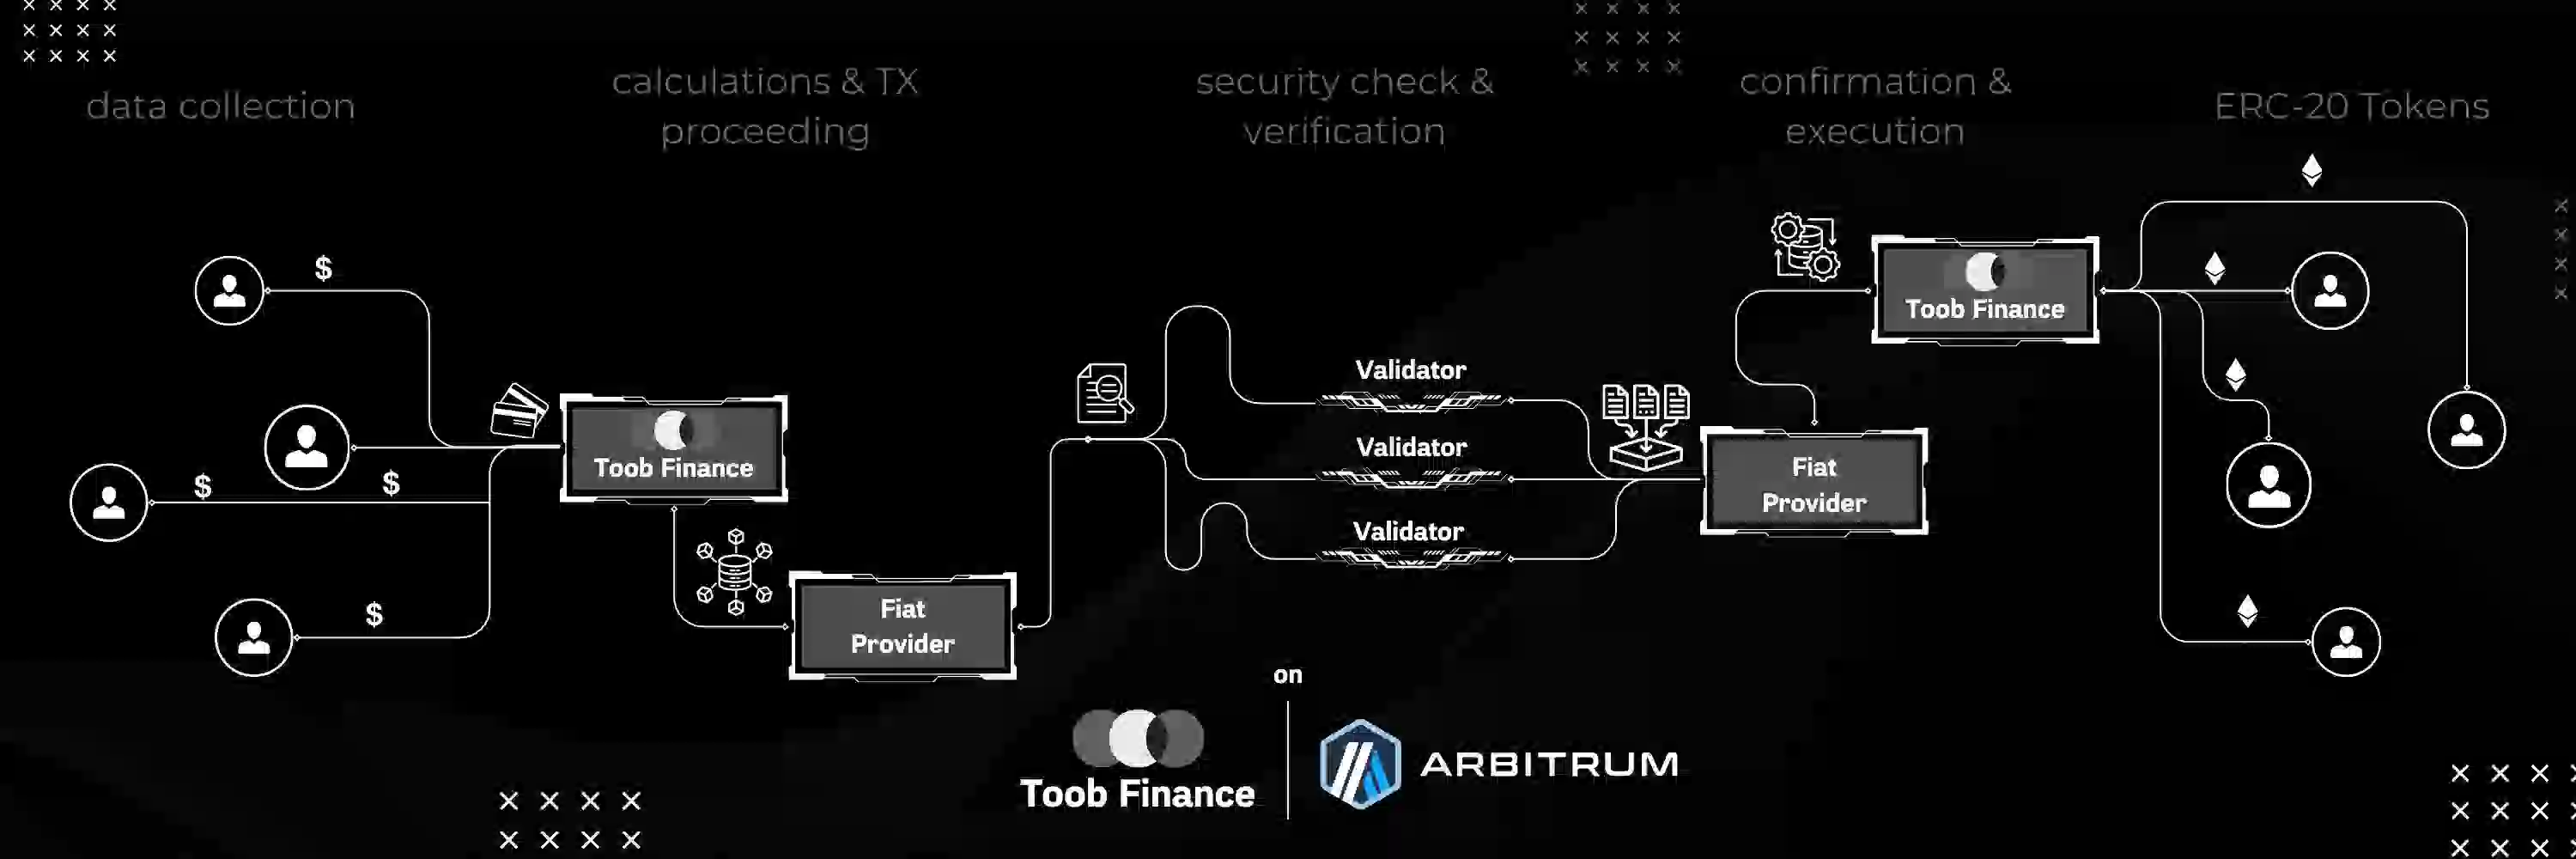 data collection
calculations & TX
proceeding
security check &
verification
confirmation &
execution
ERC-20 Tokens
$
$
$
$
Toob Finance
Fiat
Provider
Validator
Validator
Validator
Fiat
Provider
Toob Finance
Toob Finance
on
ARBITRUM